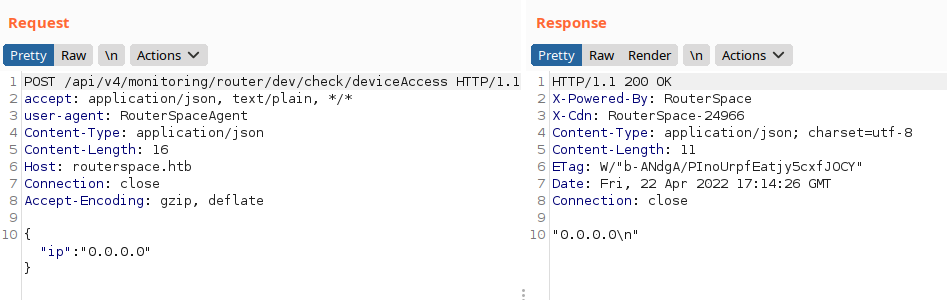 Request
Pretty Raw \n Actions
1 POST /api/v4/monitoring/router/dev/check/deviceAccess HTTP/1.1
2 accept: application/json, text/plain, */*
3 user-agent: RouterSpaceAgent
4 Content-Type: application/json
5 Content-Length: 16
6 Host: routerspace.htb
7 Connection: close
8 Accept-Encoding: gzip, deflate
9
10 {
"ip":"0.0.0.0"
}
Response
Pretty Raw Render \n Actions
1 HTTP/1.1 200 OK
2 X-Powered-By: RouterSpace
3 X-Cdn: RouterSpace-24966
4 Content-Type: application/json; charset=utf-8
5 Content-Length: 11
6 ETag: W/"b-ANdgA/PInoUrpfEatjy5cxfJOCY"
7 Date: Fri, 22 Apr 2022 17:14:26 GMT
8 Connection: close
9
10 "0.0.0.0\n"